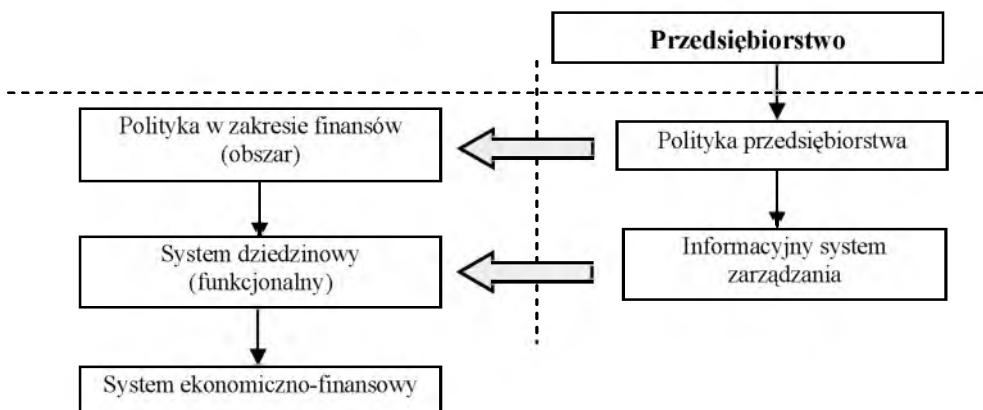 Przedsiębiorstwo
Polityka w zakresie finansów
(obszar)
Polityka przedsiębiorstwa
System dziedzinowy
(funkcjonalny)
Informacyjny system
zarządzania
System ekonomiczno-finansowy